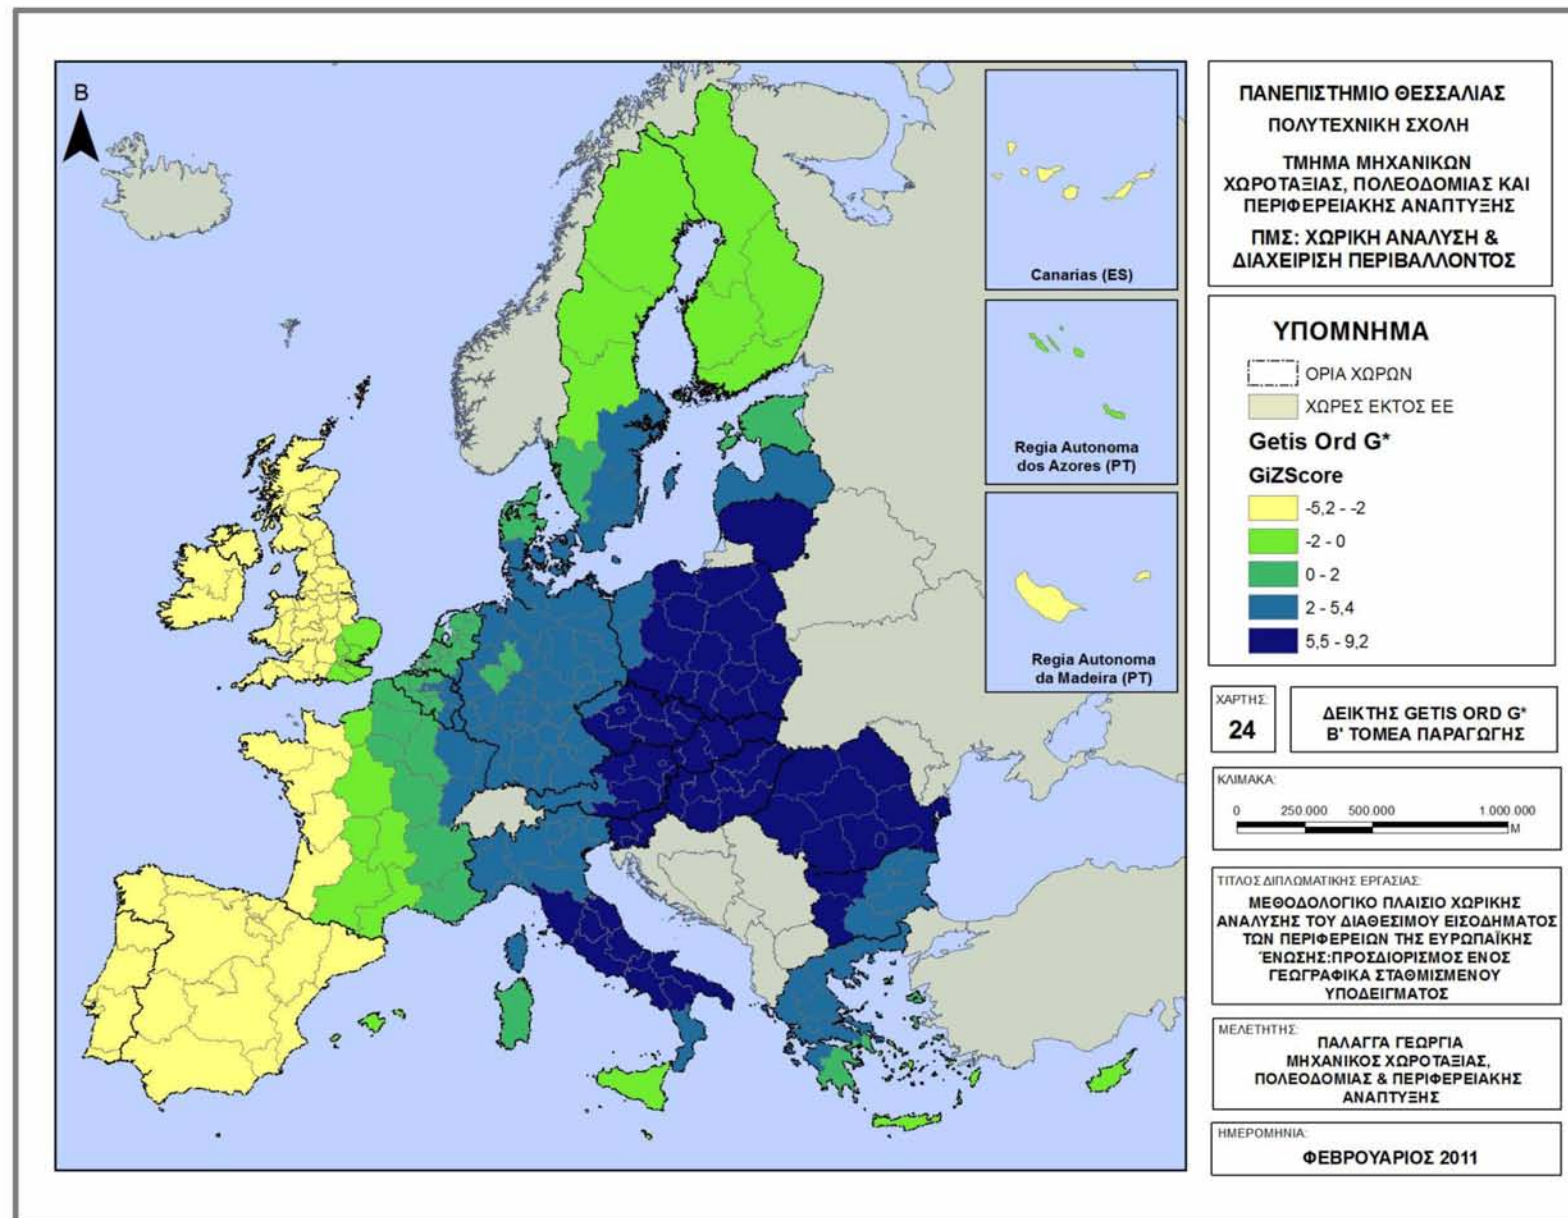 B
Canarias (ES)
Regia Autonoma
dos Azores (PT)
Regia Autonoma
da Madeira (PT)
ΠΑΝΕΠΙΣΤΗΜΙΟ ΘΕΣΣΑΛΙΑΣ
ΠΟΛΥΤΕΧΝΙΚΗ ΣΧΟΛΗ
ΤΜΗΜΑ ΜΗΧΑΝΙΚΩΝ
ΧΩΡΟΤΑΞΙΑΣ, ΠΟΛΕΟΔΟΜΙΑΣ ΚΑΙ
ΠΕΡΙΦΕΡΕΙΑΚΗΣ ΑΝΑΠΤΥΞΗΣ
ΠΜΣ: ΧΩΡΙΚΗ ΑΝΑΛΥΣΗ &
ΔΙΑΧΕΙΡΙΣΗ ΠΕΡΙΒΑΛΛΟΝΤΟΣ
ΥΠΟΜΝΗΜΑ
ΟΡΙΑ ΧΩΡΩΝ
ΧΩΡΕΣ ΕΚΤΟΣ ΕΕ
Getis Ord G*
GiZScore
-5,2 - -2
-2 - 0
0 - 2
2 - 5,4
5,5 - 9,2
ΧΑΡΤΗΣ:
24
ΔΕΙΚΤΗΣ GETIS ORD G*
Β' ΤΟΜΕΑ ΠΑΡΑΓΩΓΗΣ
ΚΛΙΜΑΚΑ:
0 250.000 500.000 1.000.000
M
ΤΙΤΛΟΣ ΔΙΠΛΩΜΑΤΙΚΗΣ ΕΡΓΑΣΙΑΣ:
ΜΕΘΟΔΟΛΟΓΙΚΟ ΠΛΑΙΣΙΟ ΧΩΡΙΚΗΣ
ΑΝΑΛΥΣΗΣ ΤΟΥ ΔΙΑΘΕΣΙΜΟΥ ΕΙΣΟΔΗΜΑΤΟΣ
ΤΩΝ ΠΕΡΙΦΕΡΕΙΩΝ ΤΗΣ ΕΥΡΩΠΑΪΚΗΣ
ΈΝΩΣΗΣ:ΠΡΟΣΔΙΟΡΙΣΜΟΣ ΕΝΟΣ
ΓΕΩΓΡΑΦΙΚΑ ΣΤΑΘΜΙΣΜΕΝΟΥ
ΥΠΟΔΕΙΓΜΑΤΟΣ
ΜΕΛΕΤΗΤΗΣ:
ΠΑΛΑΓΓΑ ΓΕΩΡΓΙΑ
ΜΗΧΑΝΙΚΟΣ ΧΩΡΟΤΑΞΙΑΣ,
ΠΟΛΕΟΔΟΜΙΑΣ & ΠΕΡΙΦΕΡΕΙΑΚΗΣ
ΑΝΑΠΤΥΞΗΣ
ΗΜΕΡΟΜΗΝΙΑ:
ΦΕΒΡΟΥΑΡΙΟΣ 2011